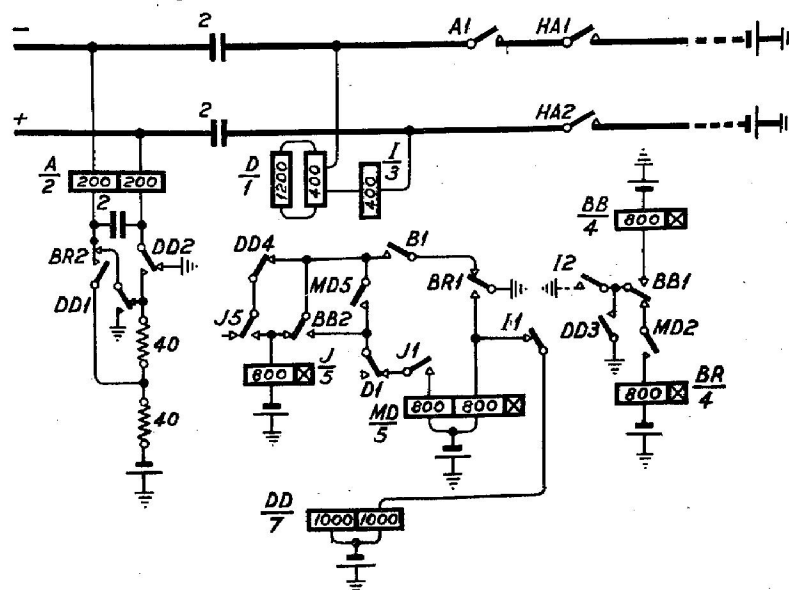 − 2 A1 HA1
+ 2 HA2
A/2 200 200
D/1 1200 400
I/3 400
BB/4 800
2
BR2 DD2
DD1
DD4 B1
MD5 BR1
I2 BB1
J5 BB2
DD3 MD2
40
J/5 800
D1 J1 I1
MD/5 800 800
BR/4 800
40
DD/7 1000 1000